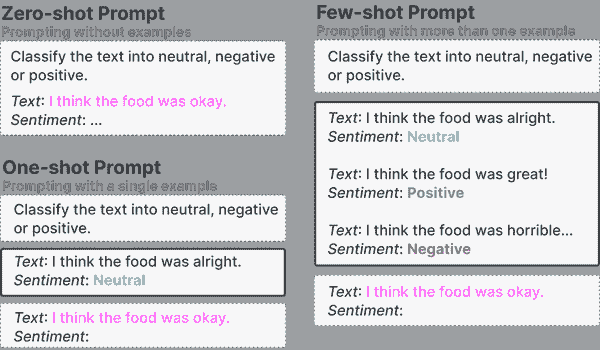 Zero-shot Prompt
Prompting without examples
Classify the text into neutral, negative
or positive.
Text: I think the food was okay.
Sentiment: ...
One-shot Prompt
Prompting with a single example
Classify the text into neutral, negative
or positive.
Text: I think the food was alright.
Sentiment: Neutral
Text: I think the food was okay.
Sentiment:
Few-shot Prompt
Prompting with more than one example
Classify the text into neutral, negative
or positive.
Text: I think the food was alright.
Sentiment: Neutral
Text: I think the food was great!
Sentiment: Positive
Text: I think the food was horrible...
Sentiment: Negative
Text: I think the food was okay.
Sentiment: